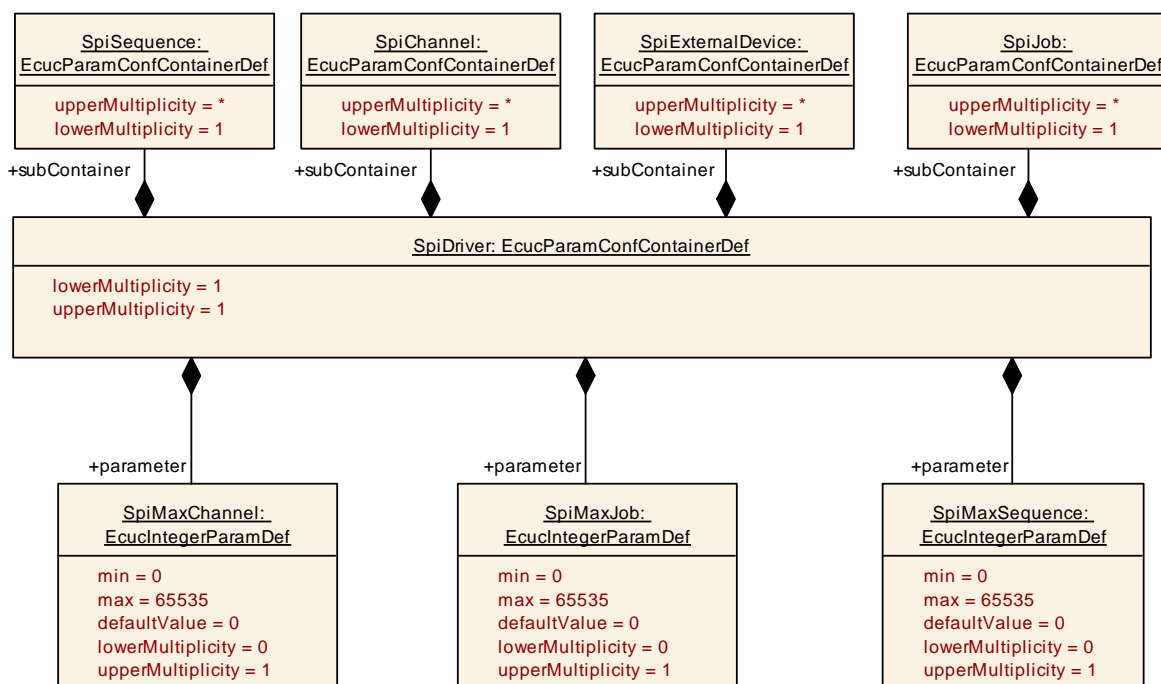 SpiSequence:
EcucParamConfContainerDef
upperMultiplicity = *
lowerMultiplicity = 1
SpiChannel:
EcucParamConfContainerDef
upperMultiplicity = *
lowerMultiplicity = 1
SpiExternalDevice:
EcucParamConfContainerDef
upperMultiplicity = *
lowerMultiplicity = 1
SpiJob:
EcucParamConfContainerDef
upperMultiplicity = *
lowerMultiplicity = 1
+subContainer
+subContainer
+subContainer
+subContainer
SpiDriver: EcucParamConfContainerDef
lowerMultiplicity = 1
upperMultiplicity = 1
+parameter
+parameter
+parameter
SpiMaxChannel:
EcucIntegerParamDef
min = 0
max = 65535
defaultValue = 0
lowerMultiplicity = 0
upperMultiplicity = 1
SpiMaxJob:
EcucIntegerParamDef
min = 0
max = 65535
defaultValue = 0
lowerMultiplicity = 0
upperMultiplicity = 1
SpiMaxSequence:
EcucIntegerParamDef
min = 0
max = 65535
defaultValue = 0
lowerMultiplicity = 0
upperMultiplicity = 1